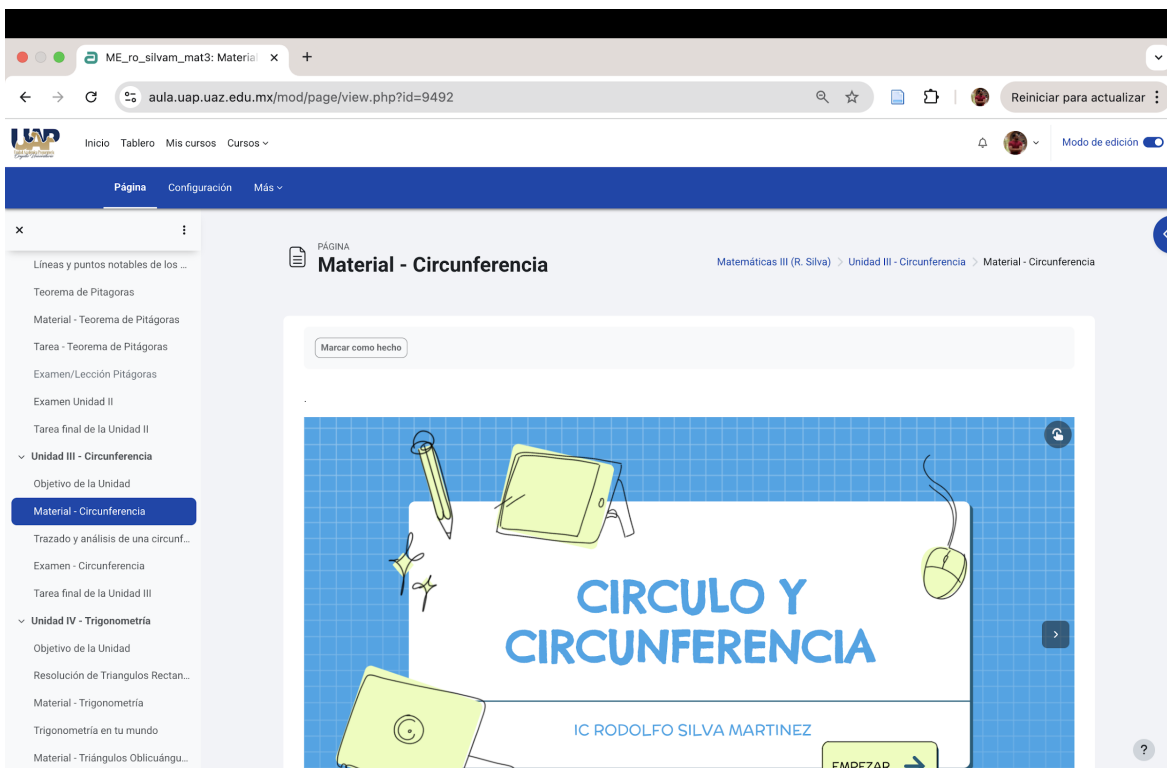 ME_ro_silvam_mat3: Material
aula.uap.uaz.edu.mx/mod/page/view.php?id=9492
Reiniciar para actualizar
UAP
Inicio Tablero Mis cursos Cursos
Modo de edición
Página Configuración Más
Líneas y puntos notables de los ...
Teorema de Pitagoras
Material - Teorema de Pitágoras
Tarea - Teorema de Pitágoras
Examen/Lección Pitágoras
Examen Unidad II
Tarea final de la Unidad II
Unidad III - Circunferencia
Objetivo de la Unidad
Material - Circunferencia
Trazado y análisis de una circunf...
Examen - Circunferencia
Tarea final de la Unidad III
Unidad IV - Trigonometría
Objetivo de la Unidad
Resolución de Triangulos Rectan...
Material - Trigonometría
Trigonometría en tu mundo
Material - Triángulos Oblicuángu...
PÁGINA
Material - Circunferencia
Matemáticas III (R. Silva) > Unidad III - Circunferencia > Material - Circunferencia
Marcar como hecho
.
CIRCULO Y
CIRCUNFERENCIA
IC RODOLFO SILVA MARTINEZ
EMPEZAR
?